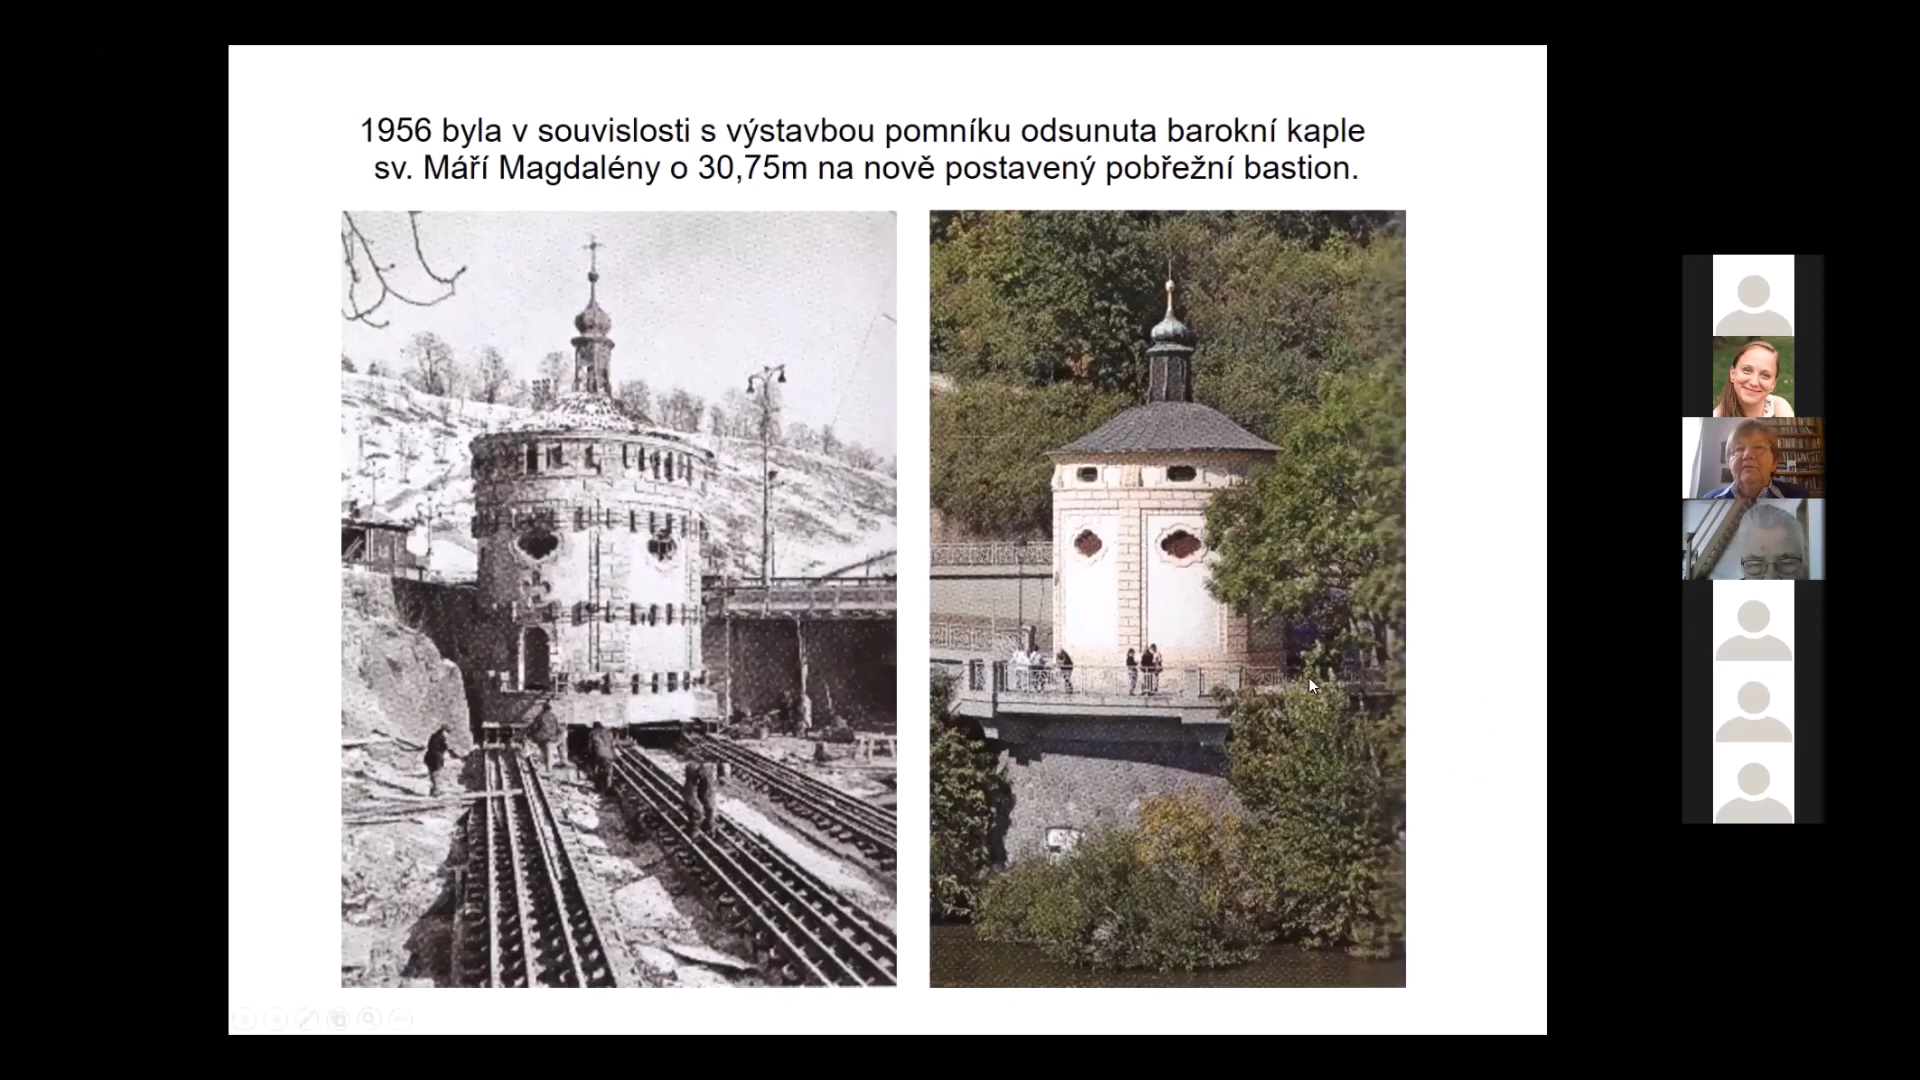 1956 byla v souvislosti s výstavbou pomníku odsunuta barokní kaple
sv. Máří Magdalény o 30,75m na nově postavený pobřežní bastion.